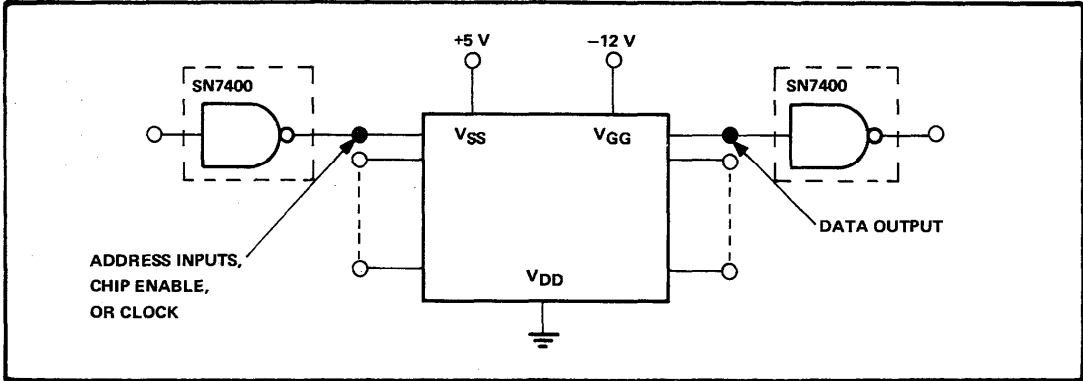 +5 V
−12 V
SN7400
SN7400
VSS
VGG
DATA OUTPUT
ADDRESS INPUTS,
CHIP ENABLE,
OR CLOCK
VDD